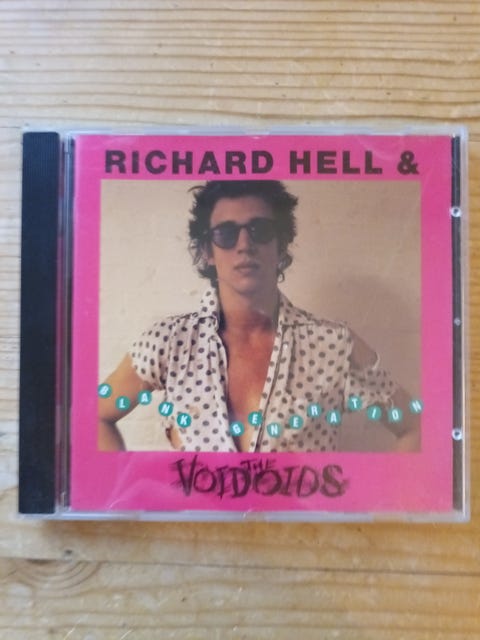 RICHARD HELL &
BLANK GENERATION
THE
VOIDOIDS